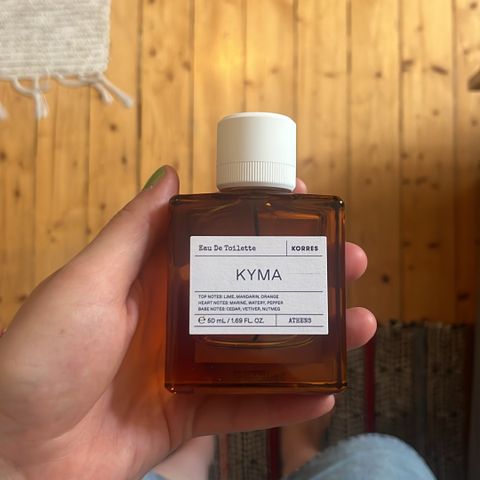 Eau De Toilette KORRES
KYMA
TOP NOTES: LIME, MANDARIN, ORANGE
HEART NOTES: MARINE, WATERY, PEPPER
BASE NOTES: CEDAR, VETIVER, NUTMEG
℮ 50 mL / 1.69 FL. OZ. ATHENS